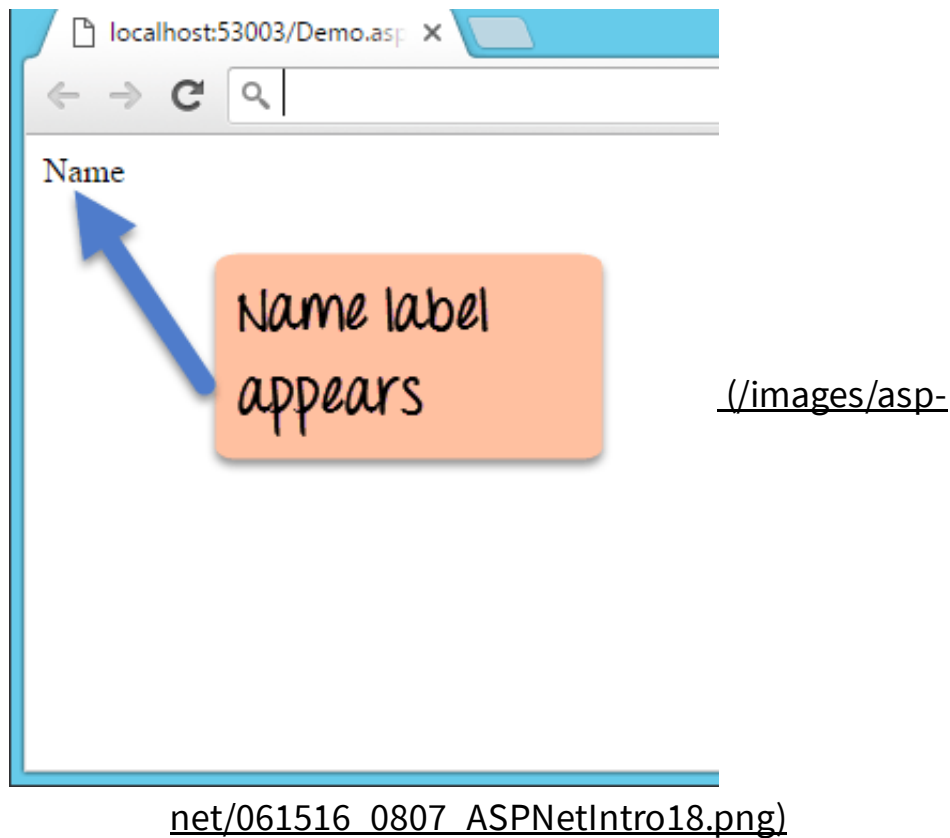 localhost:53003/Demo.asp
Name
Name label
appears
(/images/asp-
net/061516_0807_ASPNetIntro18.png)